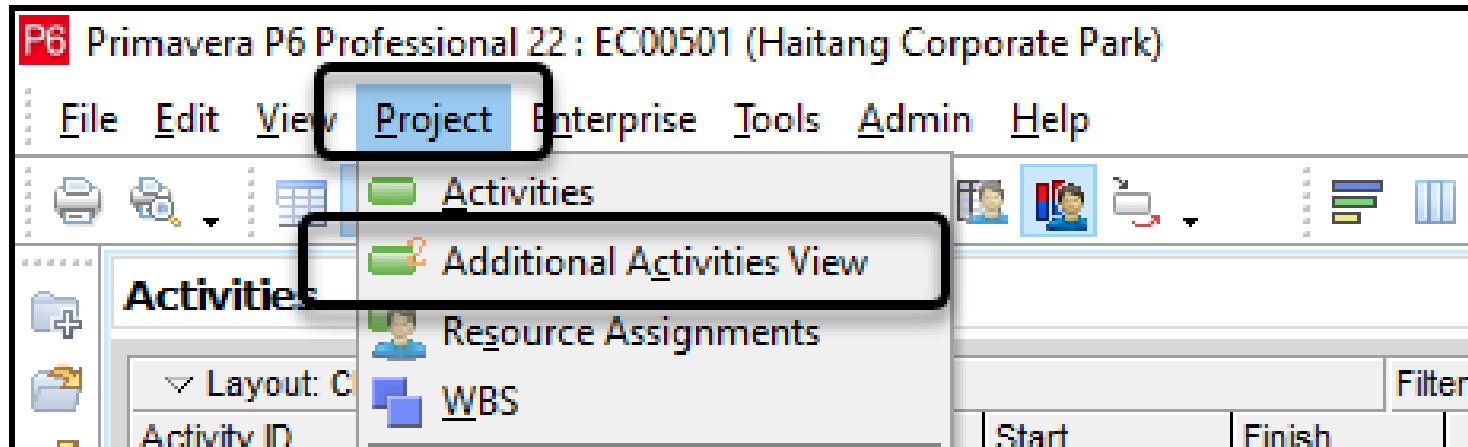 P6 Primavera P6 Professional 22 : EC00501 (Haitang Corporate Park)
File Edit View Project Enterprise Tools Admin Help
Activities
2 Additional Activities View
Activities
Resource Assignments
Layout: Filter
WBS
Activity ID Start Finish